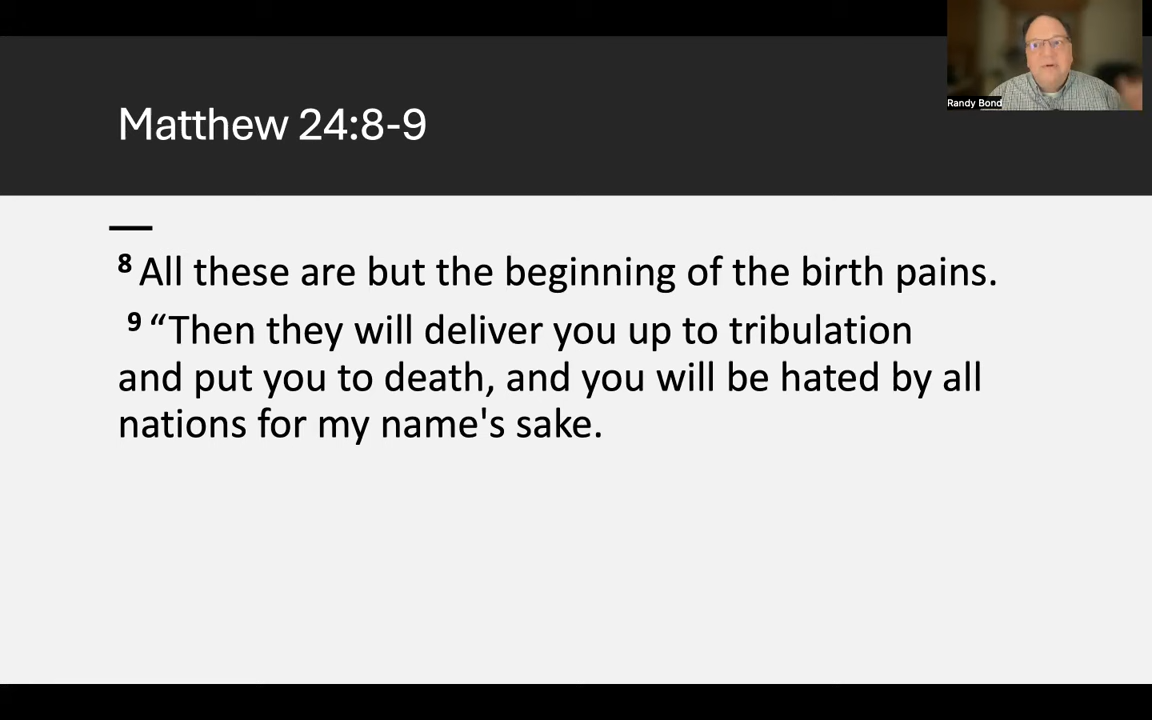 Randy Bond
Matthew 24:8-9
8 All these are but the beginning of the birth pains.
9 “Then they will deliver you up to tribulation
and put you to death, and you will be hated by all
nations for my name's sake.